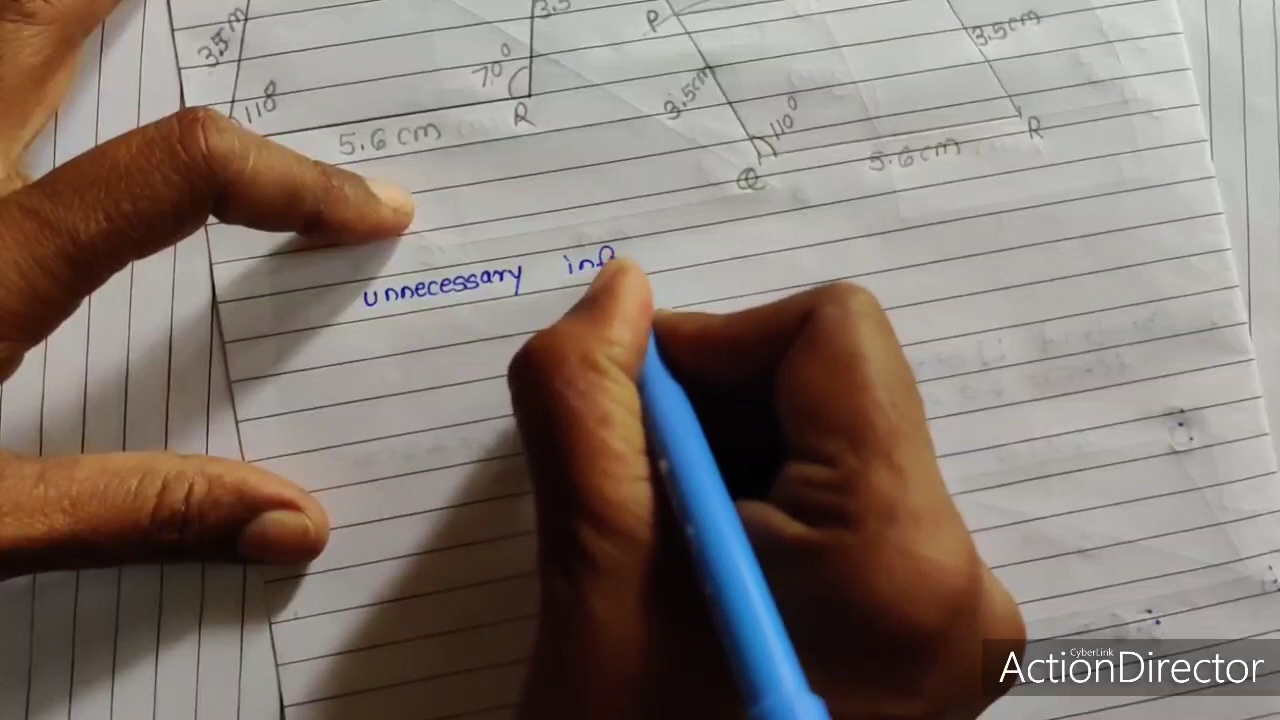 3.5m
118
5.6 cm
70°
R
3.5
P
3.5cm
110°
Q
5.6cm
3.5cm
R
unnecessary inf
CyberLink
ActionDirector